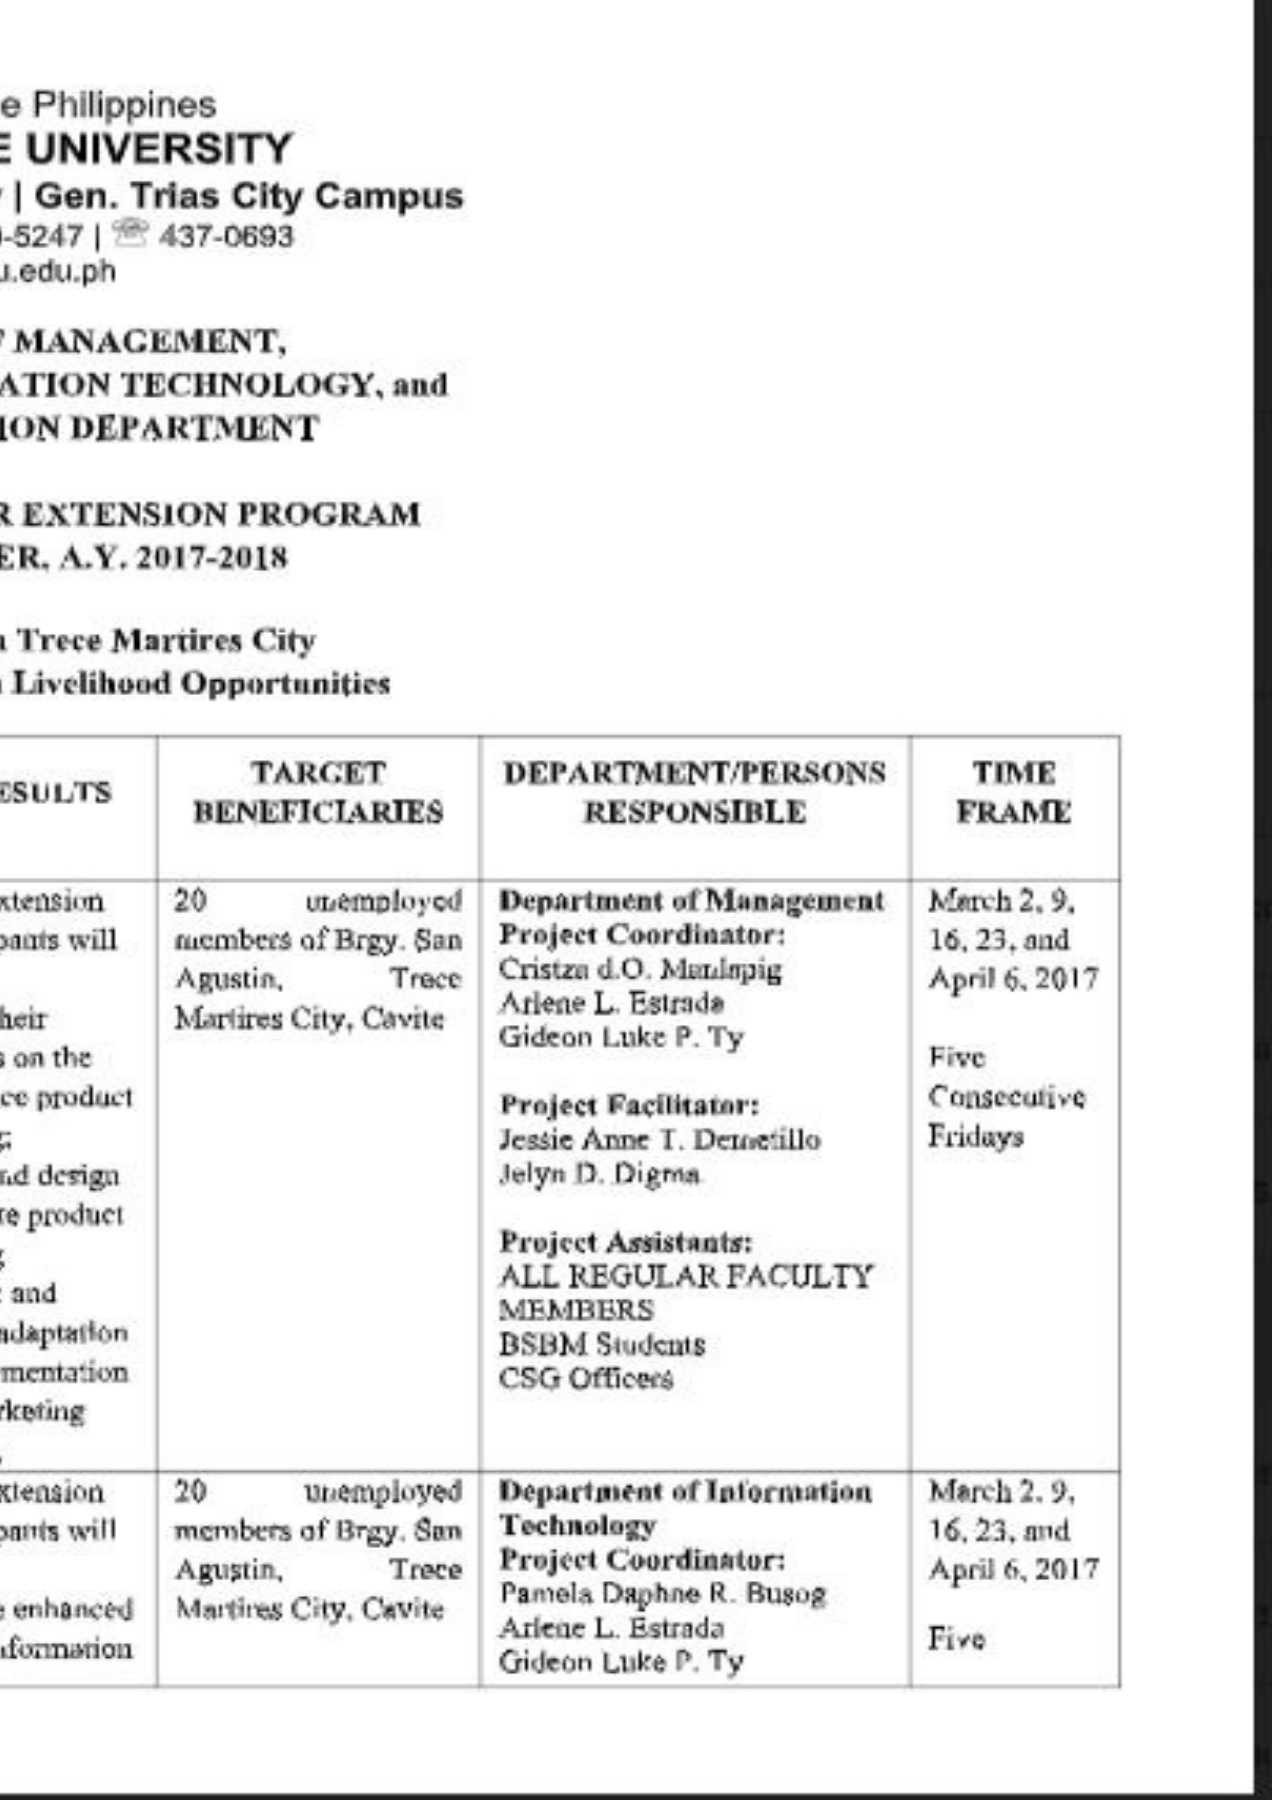 e Philippines
E UNIVERSITY
| Gen. Trias City Campus
-5247 | ☏ 437-0693
u.edu.ph
MANAGEMENT,
ATION TECHNOLOGY, and
ION DEPARTMENT
R EXTENSION PROGRAM
ER, A.Y. 2017-2018
Trece Martires City
Livelihood Opportunities
ESULTS
TARGET
BENEFICIARIES
DEPARTMENT/PERSONS
RESPONSIBLE
TIME
FRAME
xtension
pants will
heir
s on the
ce product
g;
nd design
re product
g
and
adaptation
mentation
rketing
20 unemployed
members of Brgy. San
Agustin, Trece
Martires City, Cavite
Department of Management
Project Coordinator:
Cristza d.O. Manlapig
Arlene L. Estrada
Gideon Luke P. Ty
Project Facilitator:
Jessie Anne T. Demetillo
Jelyn D. Digma
Project Assistants:
ALL REGULAR FACULTY
MEMBERS
BSBM Students
CSG Officers
March 2, 9,
16, 23, and
April 6, 2017
Five
Consecutive
Fridays
xtension
pants will
e enhanced
nformation
20 unemployed
members of Brgy. San
Agustin, Trece
Martires City, Cavite
Department of Information
Technology
Project Coordinator:
Pamela Daphne R. Busog
Arlene L. Estrada
Gideon Luke P. Ty
March 2, 9,
16, 23, and
April 6, 2017
Five